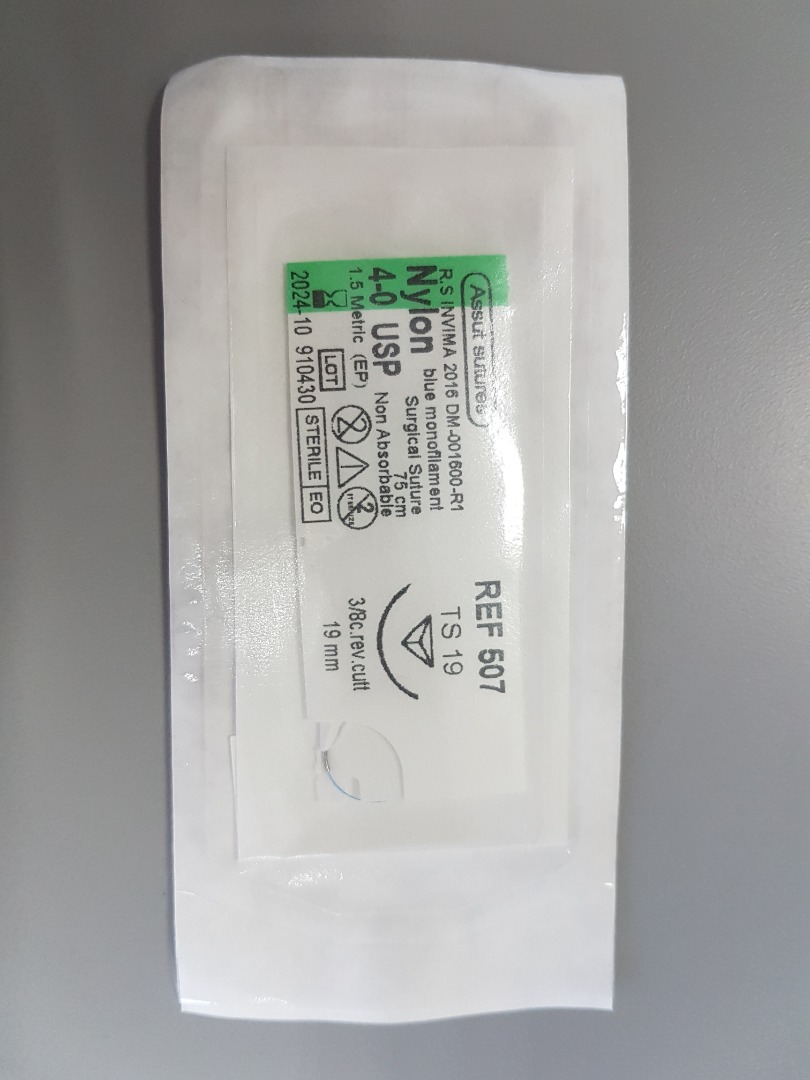 Assut sutures
R.S INVIMA 2016 DM-001600-R1
Nylon blue monofilament
Surgical Suture
4-0 USP 75 cm
Non Absorbable
1.5 Metric (EP)
LOT
2024-10 910430 STERILE EO
2
REF 507
TS 19
3/8c.rev.cutt
19 mm